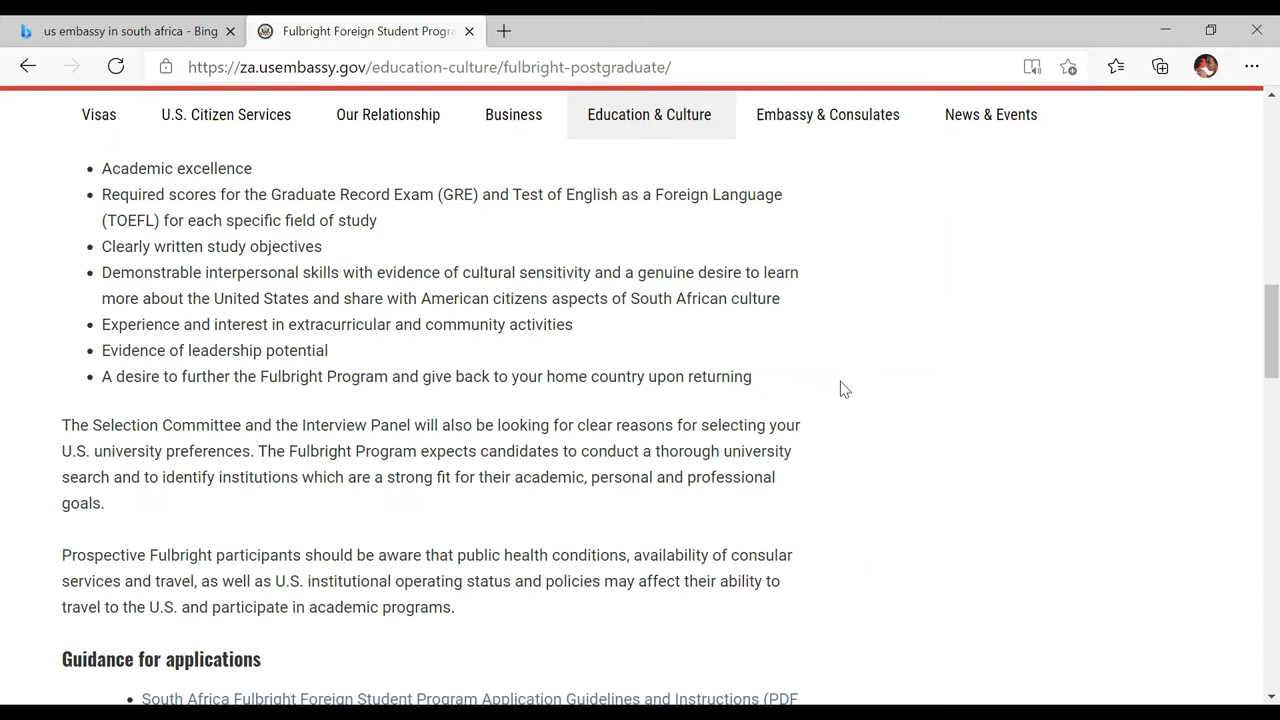 us embassy in south africa - Bing
Fulbright Foreign Student Progra
https://za.usembassy.gov/education-culture/fulbright-postgraduate/
Visas U.S. Citizen Services Our Relationship Business Education & Culture Embassy & Consulates News & Events
• Academic excellence
• Required scores for the Graduate Record Exam (GRE) and Test of English as a Foreign Language
(TOEFL) for each specific field of study
• Clearly written study objectives
• Demonstrable interpersonal skills with evidence of cultural sensitivity and a genuine desire to learn
more about the United States and share with American citizens aspects of South African culture
• Experience and interest in extracurricular and community activities
• Evidence of leadership potential
• A desire to further the Fulbright Program and give back to your home country upon returning
The Selection Committee and the Interview Panel will also be looking for clear reasons for selecting your
U.S. university preferences. The Fulbright Program expects candidates to conduct a thorough university
search and to identify institutions which are a strong fit for their academic, personal and professional
goals.
Prospective Fulbright participants should be aware that public health conditions, availability of consular
services and travel, as well as U.S. institutional operating status and policies may affect their ability to
travel to the U.S. and participate in academic programs.
Guidance for applications
• South Africa Fulbright Foreign Student Program Application Guidelines and Instructions (PDF